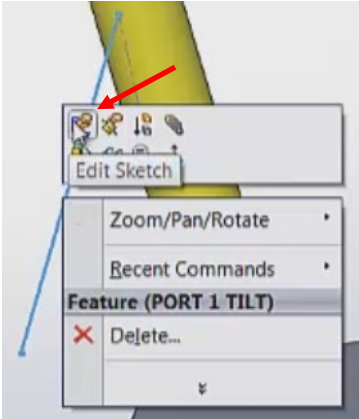 Edit Sketch
Zoom/Pan/Rotate
Recent Commands
Feature (PORT 1 TILT)
Delete...